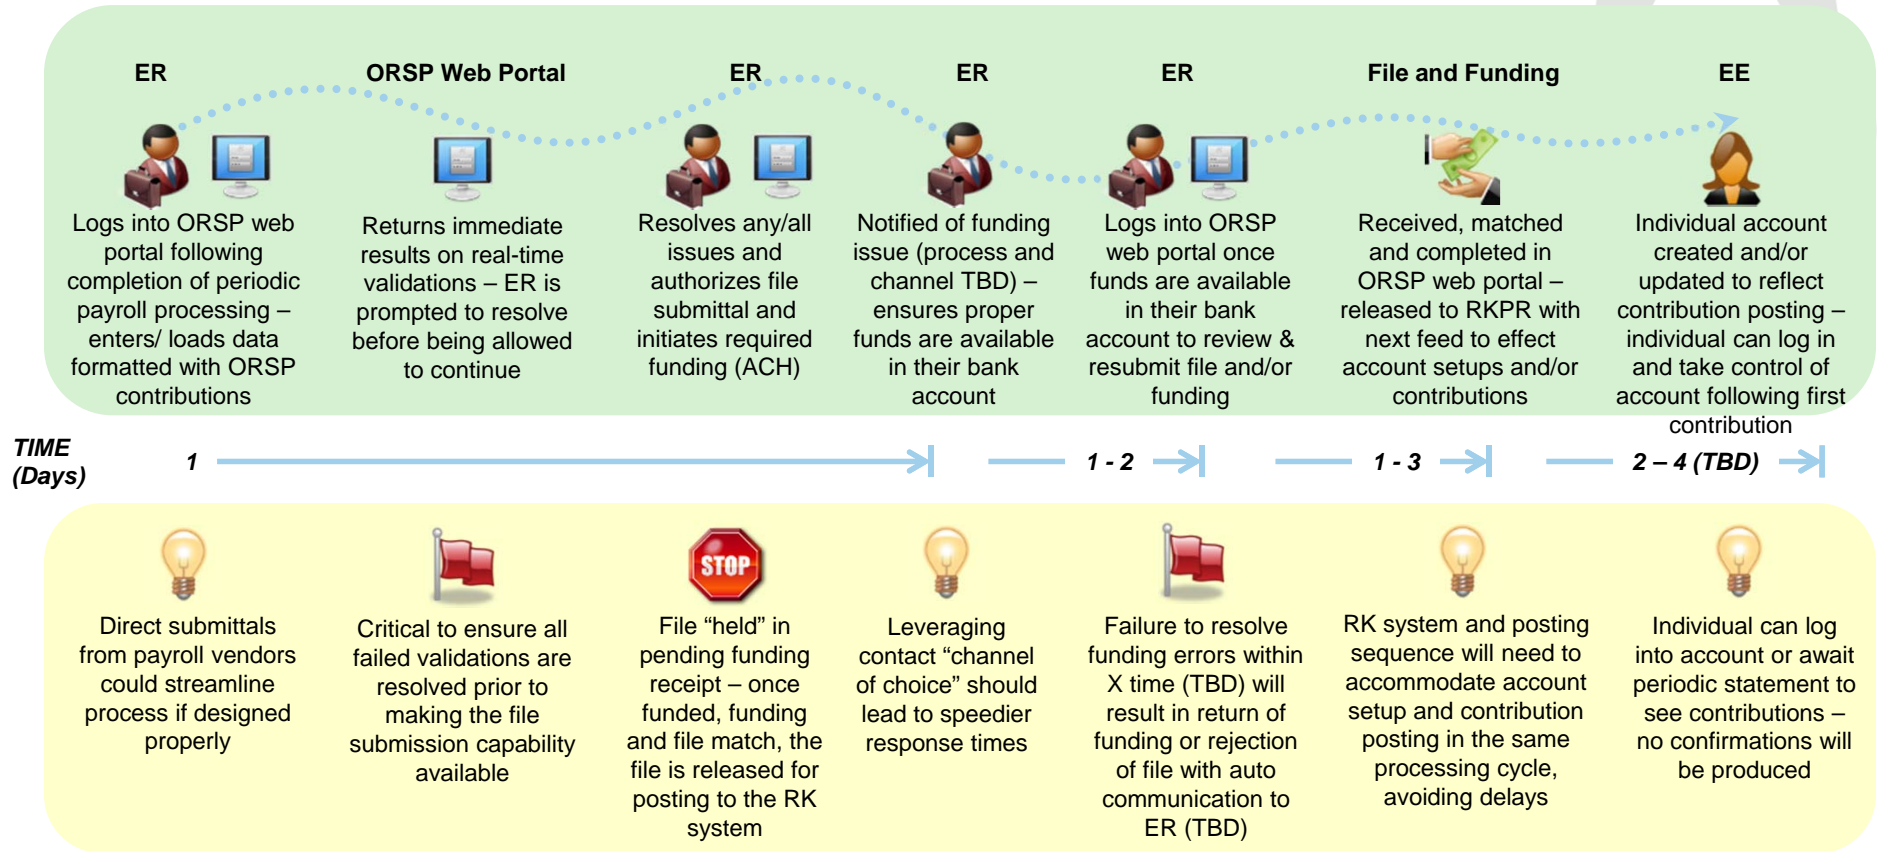 ER
Logs into ORSP web
portal following
completion of periodic
payroll processing –
enters/ loads data
formatted with ORSP
contributions
ORSP Web Portal
Returns immediate
results on real-time
validations – ER is
prompted to resolve
before being allowed
to continue
ER
Resolves any/all
issues and
authorizes file
submittal and
initiates required
funding (ACH)
ER
Notified of funding
issue (process and
channel TBD) –
ensures proper
funds are available
in their bank
account
ER
Logs into ORSP
web portal once
funds are available
in their bank
account to review &
resubmit file and/or
funding
File and Funding
Received, matched
and completed in
ORSP web portal –
released to RKPR with
next feed to effect
account setups and/or
contributions
EE
Individual account
created and/or
updated to reflect
contribution posting –
individual can log in
and take control of
account following first
contribution
TIME
(Days)
1
1 - 2
1 - 3
2 – 4 (TBD)
Direct submittals
from payroll vendors
could streamline
process if designed
properly
Critical to ensure all
failed validations are
resolved prior to
making the file
submission capability
available
STOP
File “held” in
pending funding
receipt – once
funded, funding
and file match, the
file is released for
posting to the RK
system
Leveraging
contact “channel
of choice” should
lead to speedier
response times
Failure to resolve
funding errors within
X time (TBD) will
result in return of
funding or rejection
of file with auto
communication to
ER (TBD)
RK system and posting
sequence will need to
accommodate account
setup and contribution
posting in the same
processing cycle,
avoiding delays
Individual can log
into account or await
periodic statement to
see contributions –
no confirmations will
be produced